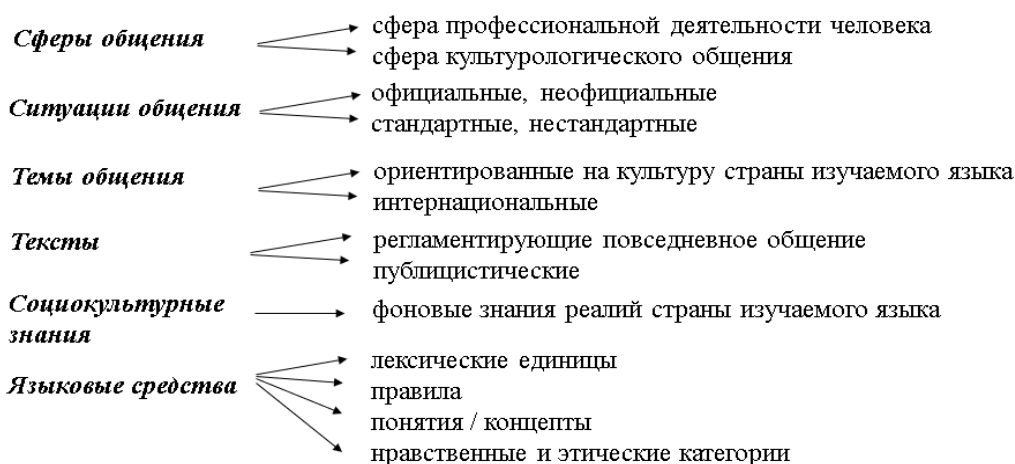 Сферы общения
сфера профессиональной деятельности человека
сфера культурологического общения
Ситуации общения
официальные, неофициальные
стандартные, нестандартные
Темы общения
ориентированные на культуру страны изучаемого языка
интернациональные
Тексты
регламентирующие повседневное общение
публицистические
Социокультурные
знания
фоновые знания реалий страны изучаемого языка
Языковые средства
лексические единицы
правила
понятия / концепты
нравственные и этические категории